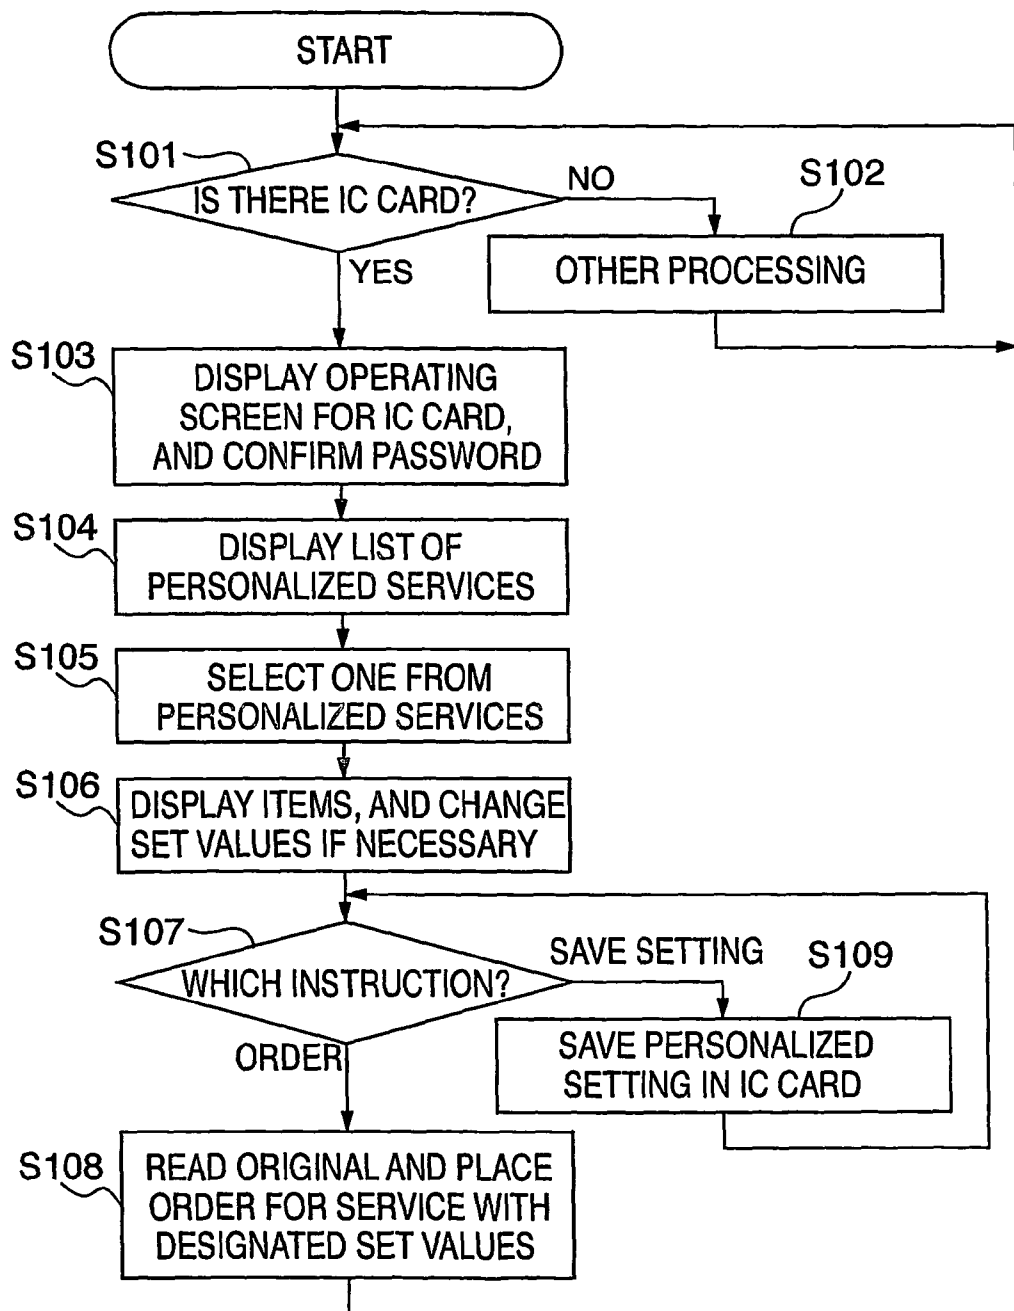 START
S101
IS THERE IC CARD?
NO
S102
OTHER PROCESSING
YES
S103
DISPLAY OPERATING
SCREEN FOR IC CARD,
AND CONFIRM PASSWORD
S104
DISPLAY LIST OF
PERSONALIZED SERVICES
S105
SELECT ONE FROM
PERSONALIZED SERVICES
S106
DISPLAY ITEMS, AND CHANGE
SET VALUES IF NECESSARY
S107
WHICH INSTRUCTION?
SAVE SETTING
S109
SAVE PERSONALIZED
SETTING IN IC CARD
ORDER
S108
READ ORIGINAL AND PLACE
ORDER FOR SERVICE WITH
DESIGNATED SET VALUES